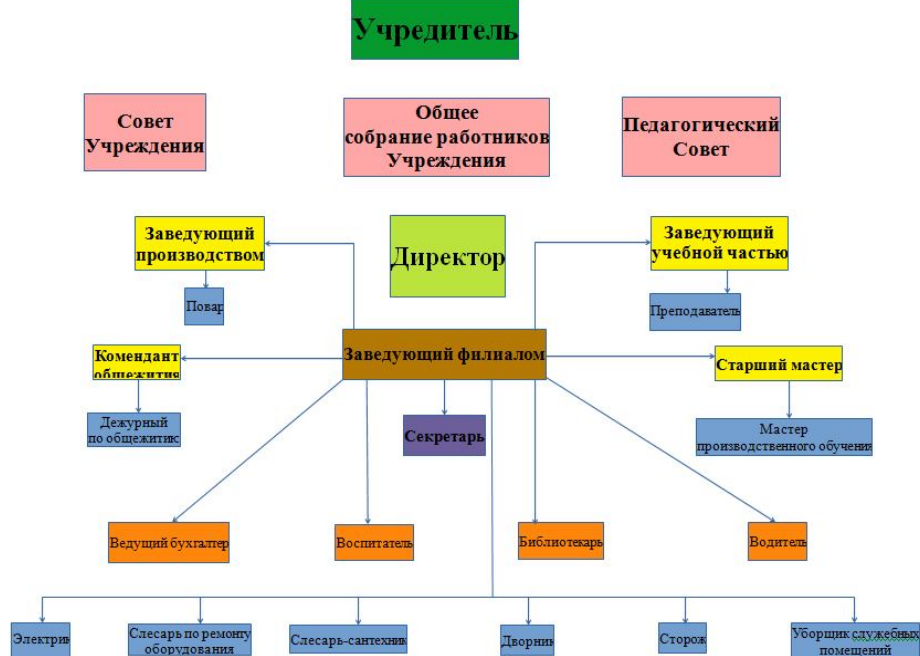 Учредитель
Совет
Учреждения
Общее
собрание работников
Учреждения
Педагогический
Совет
Заведующий
производством
Директор
Заведующий
учебной частью
Повар
Преподаватель
Заведующий филиалом
Комендант
общежития
Старший мастер
Дежурный
по общежитию
Секретарь
Мастер
производственного обучения
Ведущий бухгалтер
Воспитатель
Библиотекарь
Водитель
Электрик
Слесарь по ремонту
оборудования
Слесарь-сантехник
Дворник
Сторож
Уборщик служебных
помещений